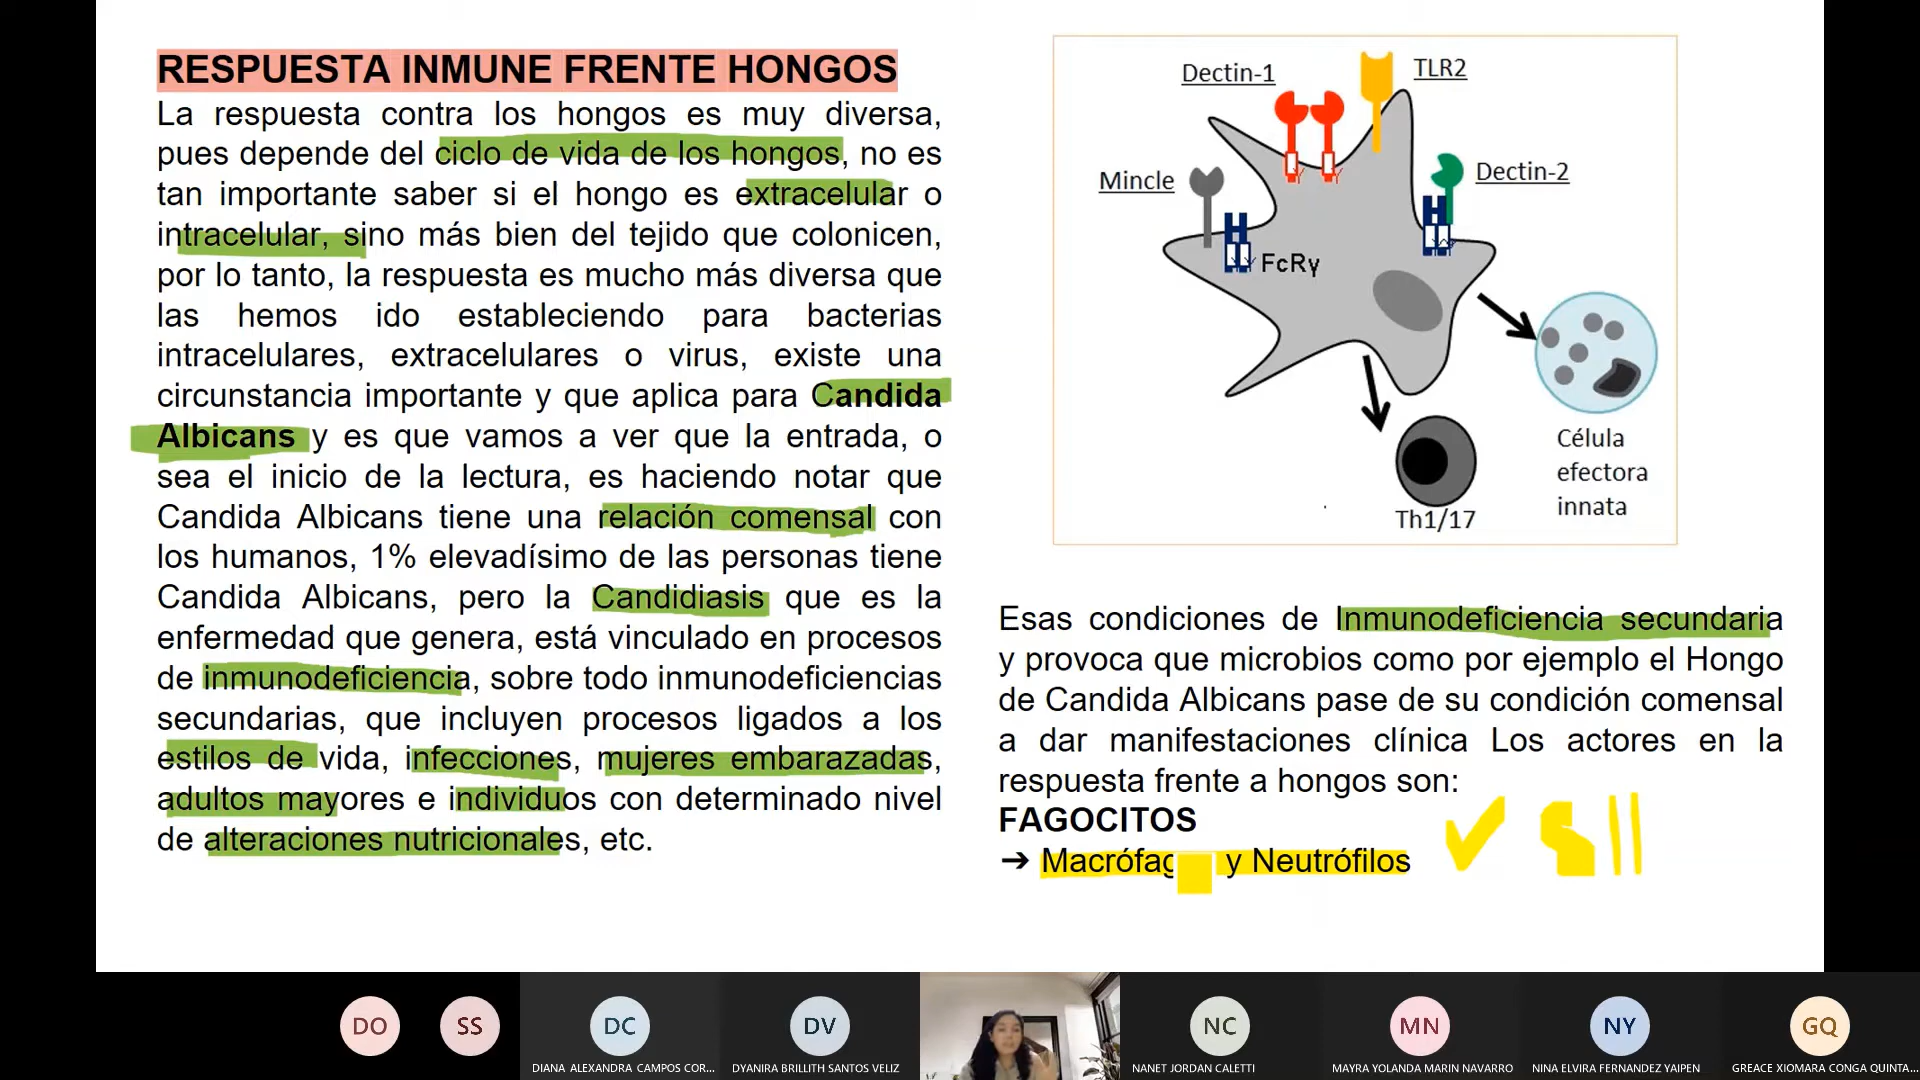 RESPUESTA INMUNE FRENTE HONGOS
La respuesta contra los hongos es muy diversa,
pues depende del ciclo de vida de los hongos, no es
tan importante saber si el hongo es extracelular o
intracelular, sino más bien del tejido que colonicen,
por lo tanto, la respuesta es mucho más diversa que
las hemos ido estableciendo para bacterias
intracelulares, extracelulares o virus, existe una
circunstancia importante y que aplica para Candida
Albicans y es que vamos a ver que la entrada, o
sea el inicio de la lectura, es haciendo notar que
Candida Albicans tiene una relación comensal con
los humanos, 1% elevadísimo de las personas tiene
Candida Albicans, pero la Candidiasis que es la
enfermedad que genera, está vinculado en procesos
de inmunodeficiencia, sobre todo inmunodeficiencias
secundarias, que incluyen procesos ligados a los
estilos de vida, infecciones, mujeres embarazadas,
adultos mayores e individuos con determinado nivel
de alteraciones nutricionales, etc.
Dectin-1
TLR2
Mincle
Dectin-2
FcRγ
Célula
efectora
innata
Th1/17
Esas condiciones de Inmunodeficiencia secundaria
y provoca que microbios como por ejemplo el Hongo
de Candida Albicans pase de su condición comensal
a dar manifestaciones clínica Los actores en la
respuesta frente a hongos son:
FAGOCITOS
➔ y Neutrófilos
DO
SS
DC
DV
NC
MN
NY
GQ
DIANA ALEXANDRA CAMPOS COR...
DYANIRA BRILLITH SANTOS VELIZ
NANET JORDAN CALETTI
MAYRA YOLANDA MARIN NAVARRO
NINA ELVIRA FERNANDEZ YAIPEN
GREACE XIOMARA CONGA QUINTA...